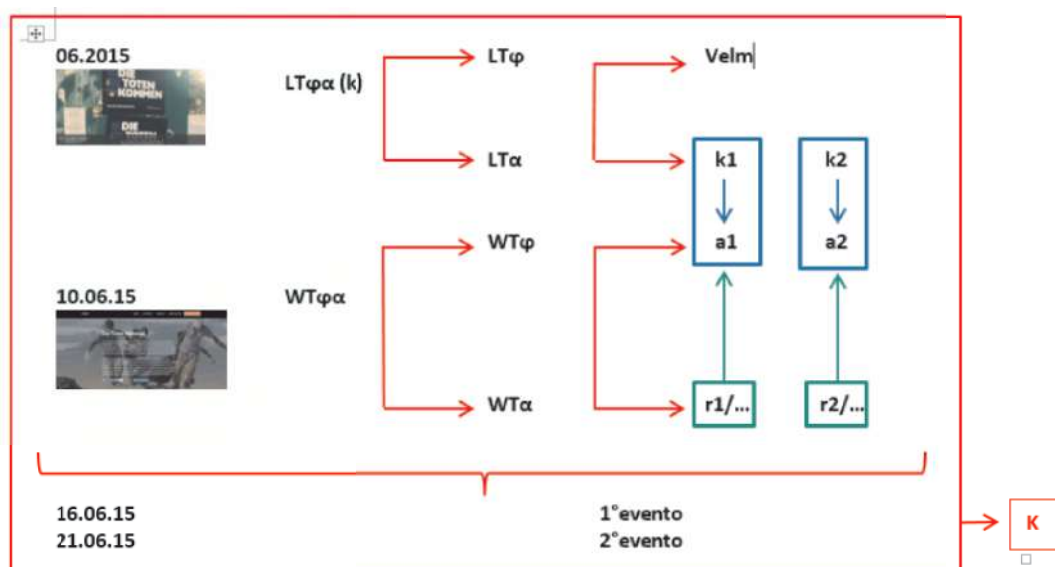 06.2015
DIE
TOTEN
KOMMEN
DIE
LTφα (k)
LTφ
Velm
LTα
k1
k2
a1
a2
WTφ
10.06.15
WTφα
WTα
r1/...
r2/...
16.06.15
1°evento
21.06.15
2°evento
K